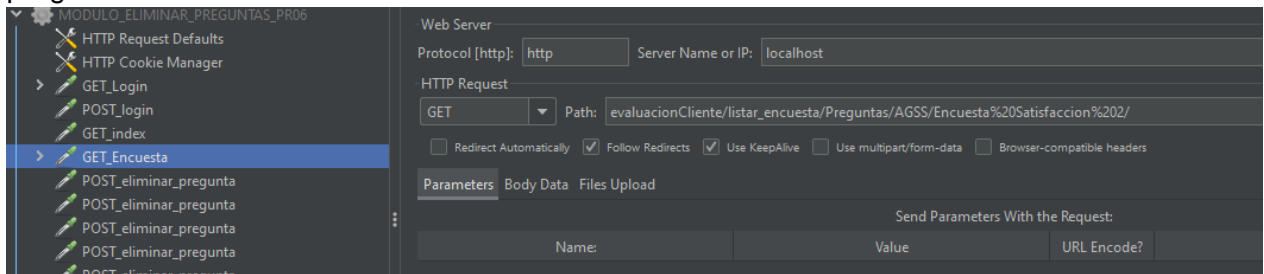 MODULO_ELIMINAR_PREGUNTAS_PR06
HTTP Request Defaults
HTTP Cookie Manager
GET_Login
POST_login
GET_index
GET_Encuesta
POST_eliminar_pregunta
POST_eliminar_pregunta
POST_eliminar_pregunta
POST_eliminar_pregunta
POST_eliminar_pregunta
Web Server
Protocol [http]: http Server Name or IP: localhost
HTTP Request
GET Path: evaluacionCliente/listar_encuesta/Preguntas/AGSS/Encuesta%20Satisfaccion%202/
Redirect Automatically Follow Redirects Use KeepAlive Use multipart/form-data Browser-compatible headers
Parameters Body Data Files Upload
Send Parameters With the Request:
Name: Value URL Encode?